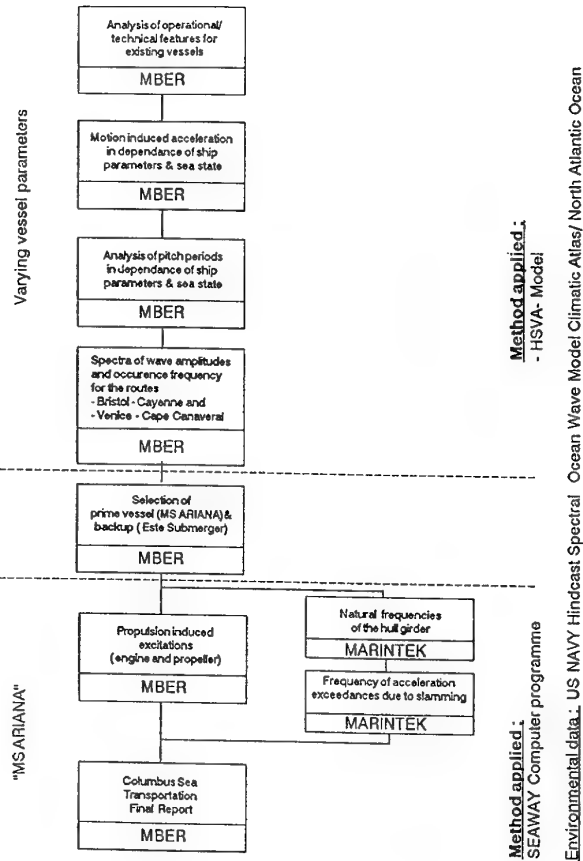 Varying vessel parameters
Analysis of operational/
technical features for
existing vessels
MBER
Motion induced acceleration
in dependance of ship
parameters & sea state
MBER
Analysis of pitch periods
in dependance of ship
parameters & sea state
MBER
Spectra of wave amplitudes
and occurence frequency
for the routes
- Bristol - Cayenne and
- Venice - Cape Canaveral
MBER
Method applied :
- HSVA- Model
Selection of
prime vessel (MS ARIANA) &
backup ( Este Submerger)
MBER
"MS ARIANA"
Propulsion induced
excitations
(engine and propeller)
MBER
Natural frequencies
of the hull girder
MARINTEK
Frequency of acceleration
exceedances due to slamming
MARINTEK
Columbus Sea
Transportation
Final Report
MBER
Method applied :
SEAWAY Computer programme
Environmental data : US NAVY Hindcast Spectral Ocean Wave Model Climatic Atlas/ North Atlantic Ocean